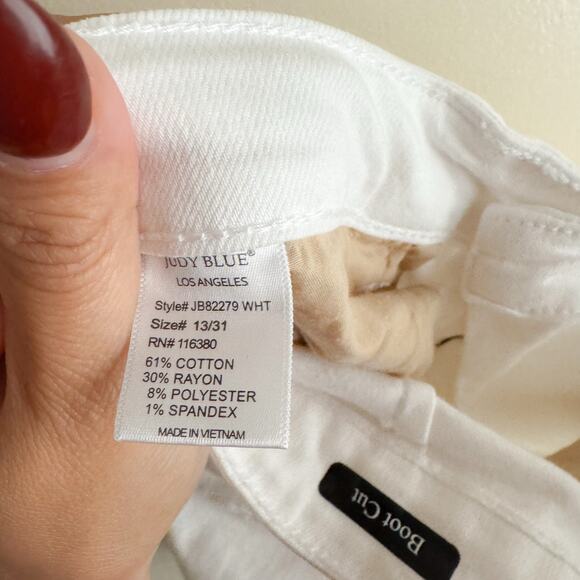 JUDY BLUE®
LOS ANGELES
Style# JB82279 WHT
Size# 13/31
RN# 116380
61% COTTON
30% RAYON
8% POLYESTER
1% SPANDEX
MADE IN VIETNAM
Boot Cut